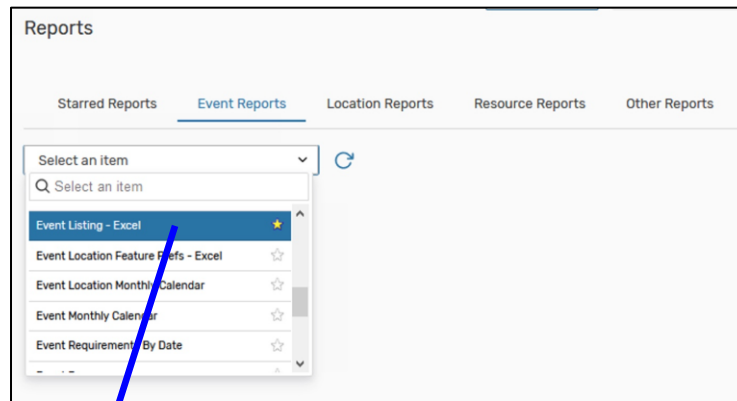 Reports
Starred Reports Event Reports Location Reports Resource Reports Other Reports
Select an item
Select an item
Event Listing - Excel
Event Location Feature Prefs - Excel
Event Location Monthly Calendar
Event Monthly Calendar
Event Requirements By Date